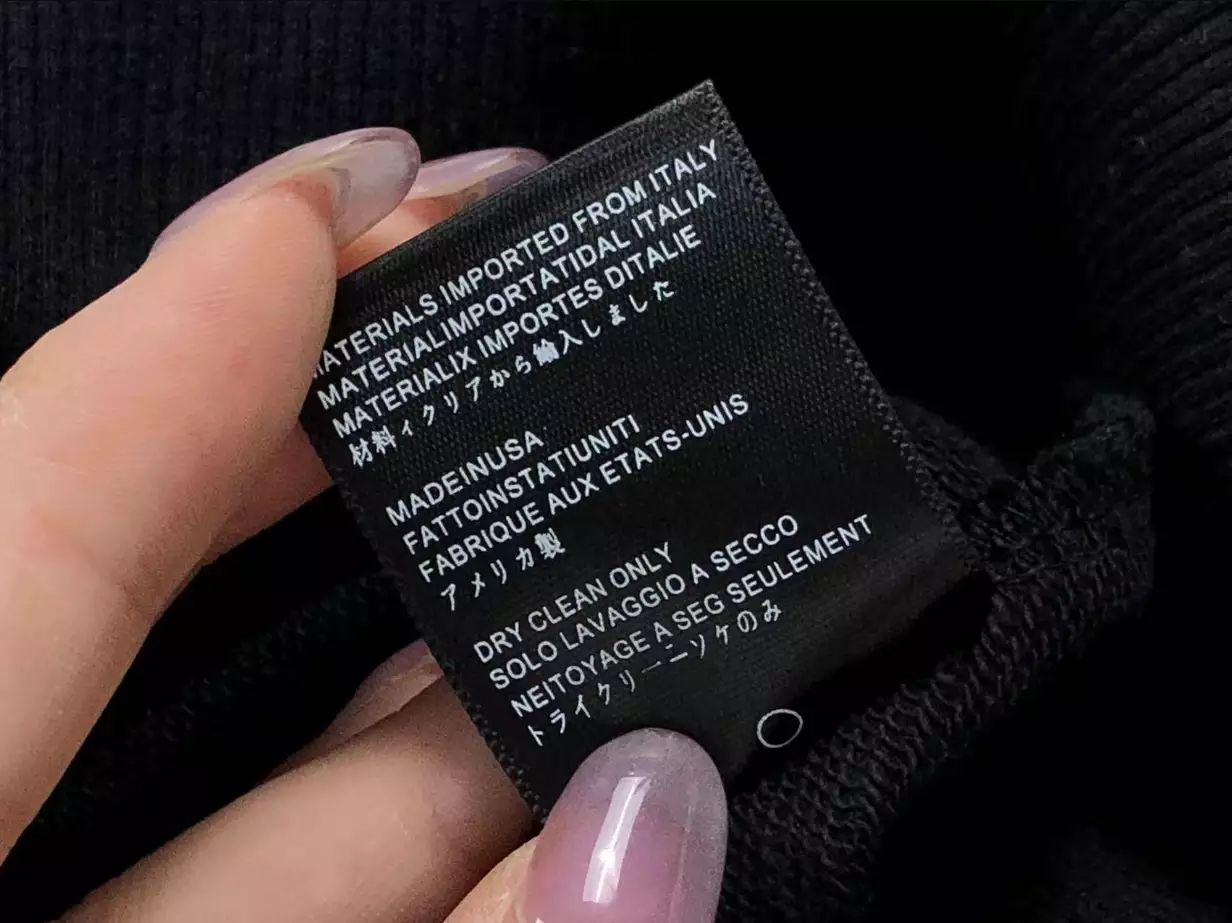 MATERIALS IMPORTED FROM ITALY
MATERIALIMPORTATIDAL ITALIA
MATERIALIX IMPORTES DITALIE
材料ィクリアから輸入しました
MADEINUSA
FATTOINSTATIUNITI
FABRIQUE AUX ETATS-UNIS
アメリカ製
DRY CLEAN ONLY
SOLO LAVAGGIO A SECCO
NEITOYAGE A SEG SEULEMENT
トライクリーニソケのみ